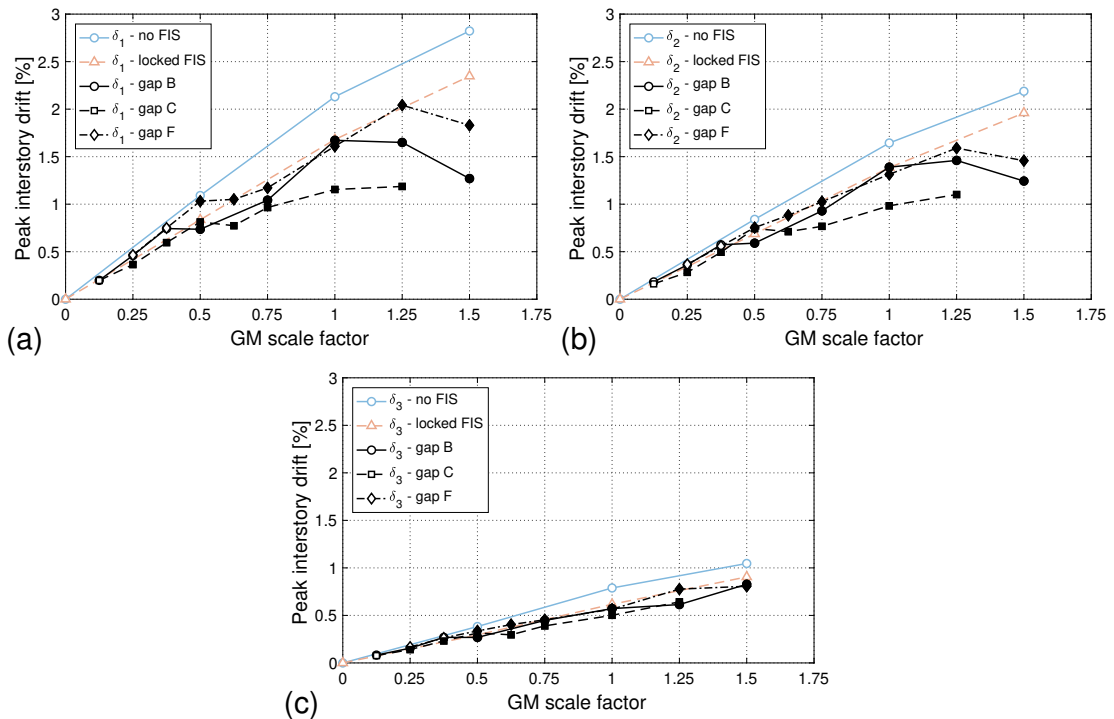 3
2.5
2
1.5
1
0.5
0
Peak interstory drift [%]
δ1 - no FIS
δ1 - locked FIS
δ1 - gap B
δ1 - gap C
δ1 - gap F
0 0.25 0.5 0.75 1 1.25 1.5 1.75
GM scale factor
(a)
3
2.5
2
1.5
1
0.5
0
Peak interstory drift [%]
δ2 - no FIS
δ2 - locked FIS
δ2 - gap B
δ2 - gap C
δ2 - gap F
0 0.25 0.5 0.75 1 1.25 1.5 1.75
GM scale factor
(b)
3
2.5
2
1.5
1
0.5
0
Peak interstory drift [%]
δ3 - no FIS
δ3 - locked FIS
δ3 - gap B
δ3 - gap C
δ3 - gap F
0 0.25 0.5 0.75 1 1.25 1.5 1.75
GM scale factor
(c)